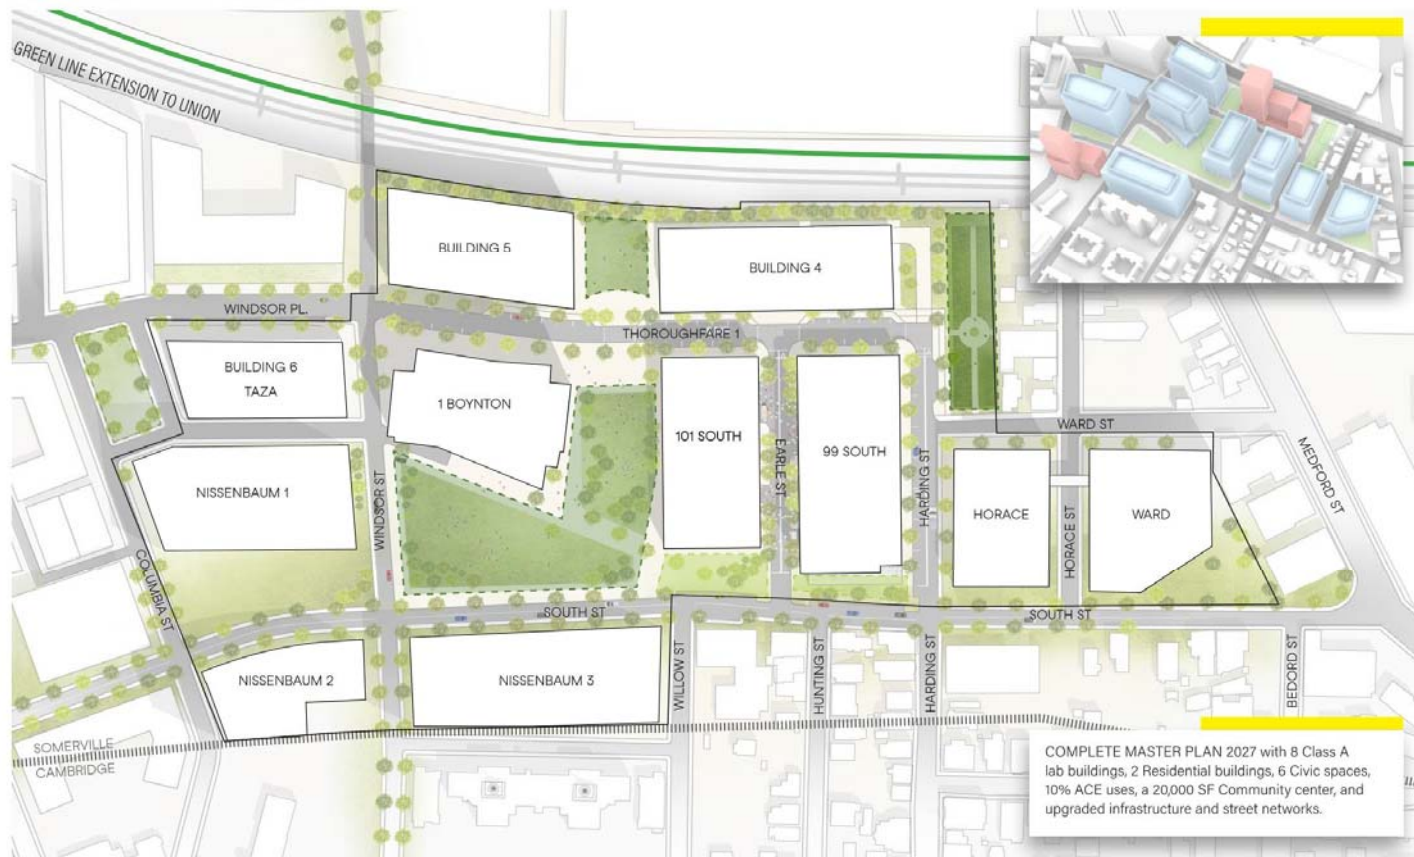 GREEN LINE EXTENSION TO UNION
BUILDING 5
BUILDING 4
WINDSOR PL.
THOROUGHFARE 1
BUILDING 6
TAZA
1 BOYNTON
101 SOUTH
99 SOUTH
EARLE ST
HARDING ST
WARD ST
MEDFORD ST
NISSENBAUM 1
WINDSOR ST
HORACE
HORACE ST
WARD
COLUMBIA ST
SOUTH ST
SOUTH ST
NISSENBAUM 2
NISSENBAUM 3
WILLOW ST
HUNTING ST
HARDING ST
BEDORD ST
SOMERVILLE
CAMBRIDGE
COMPLETE MASTER PLAN 2027 with 8 Class A
lab buildings, 2 Residential buildings, 6 Civic spaces,
10% ACE uses, a 20,000 SF Community center, and
upgraded infrastructure and street networks.